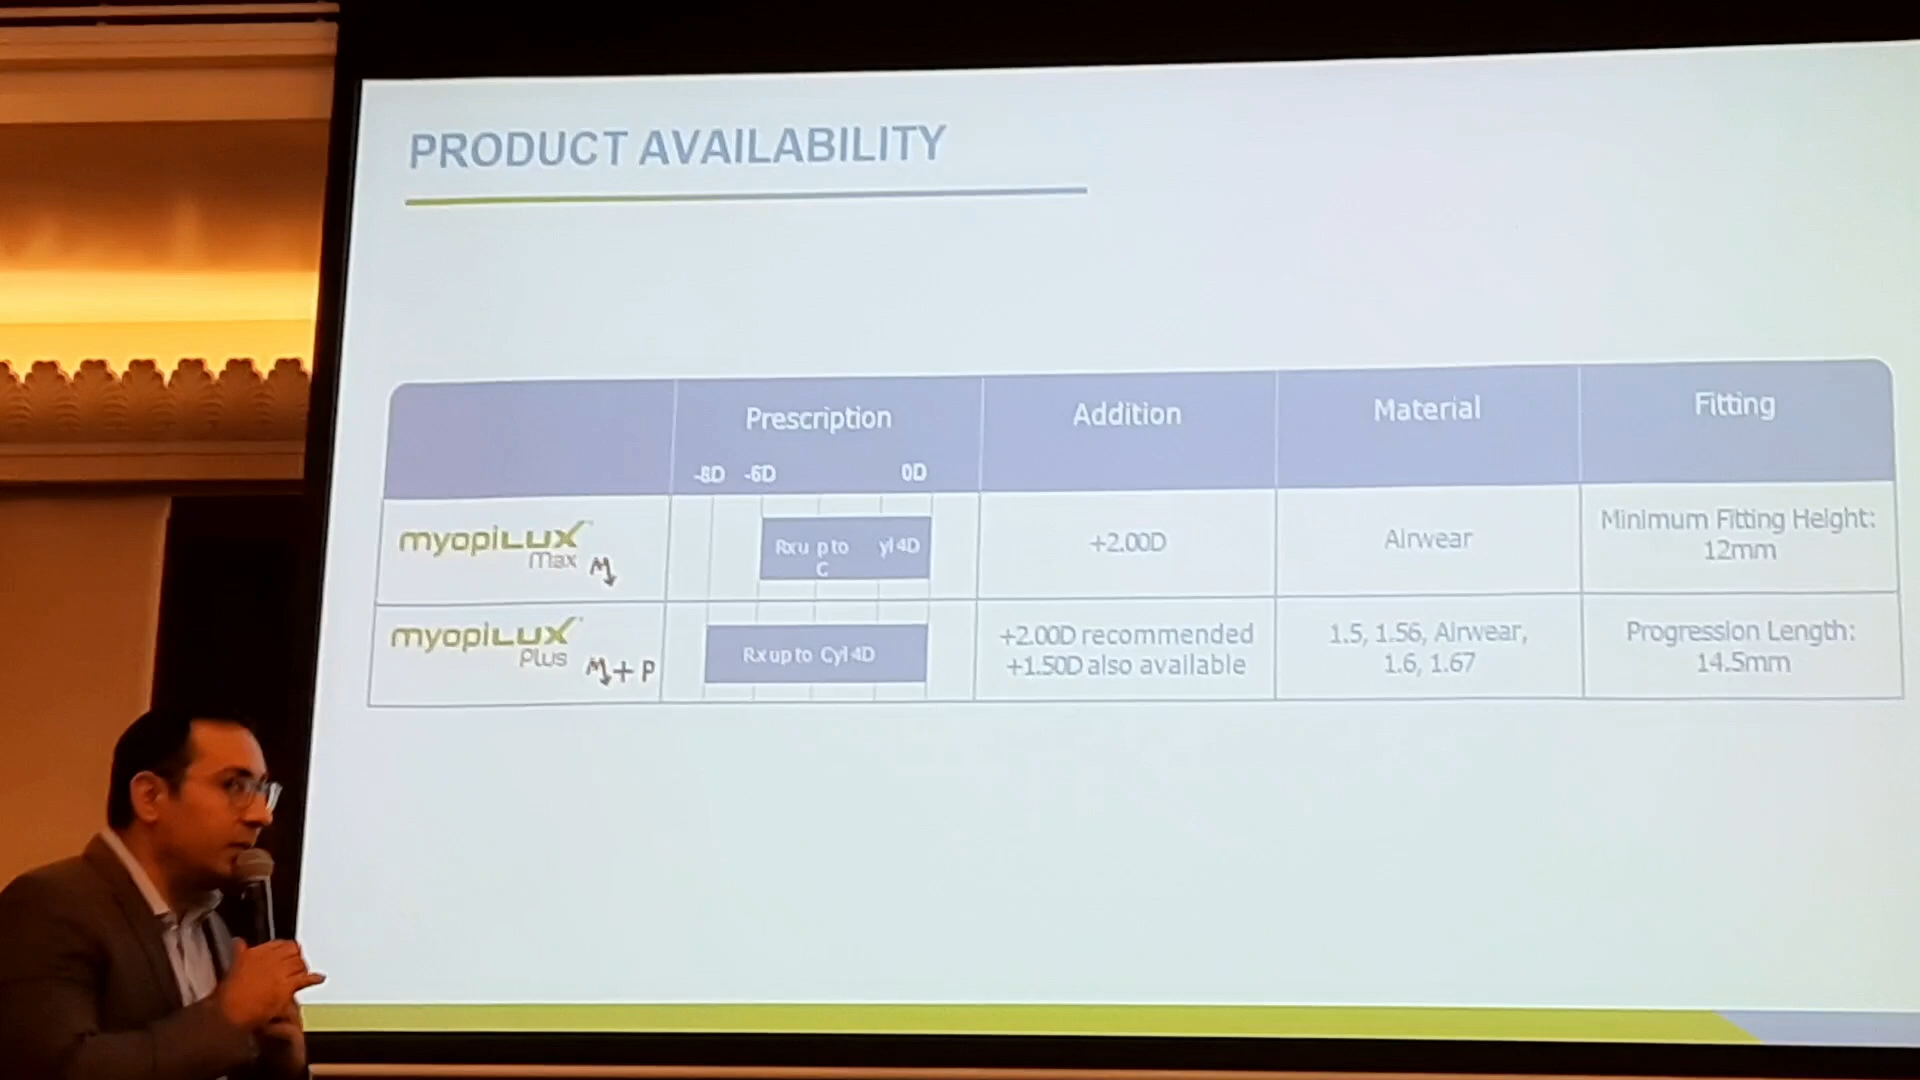 PRODUCT AVAILABILITY
Prescription
Addition
Material
Fitting
-8D -6D 0D
myopiLUX
Max
M
Rx u p to yl 4D
C
+2.00D
Airwear
Minimum Fitting Height:
12mm
myopiLUX
Plus
M + P
Rx up to Cyl 4D
+2.00D recommended
+1.50D also available
1.5, 1.56, Airwear,
1.6, 1.67
Progression Length:
14.5mm